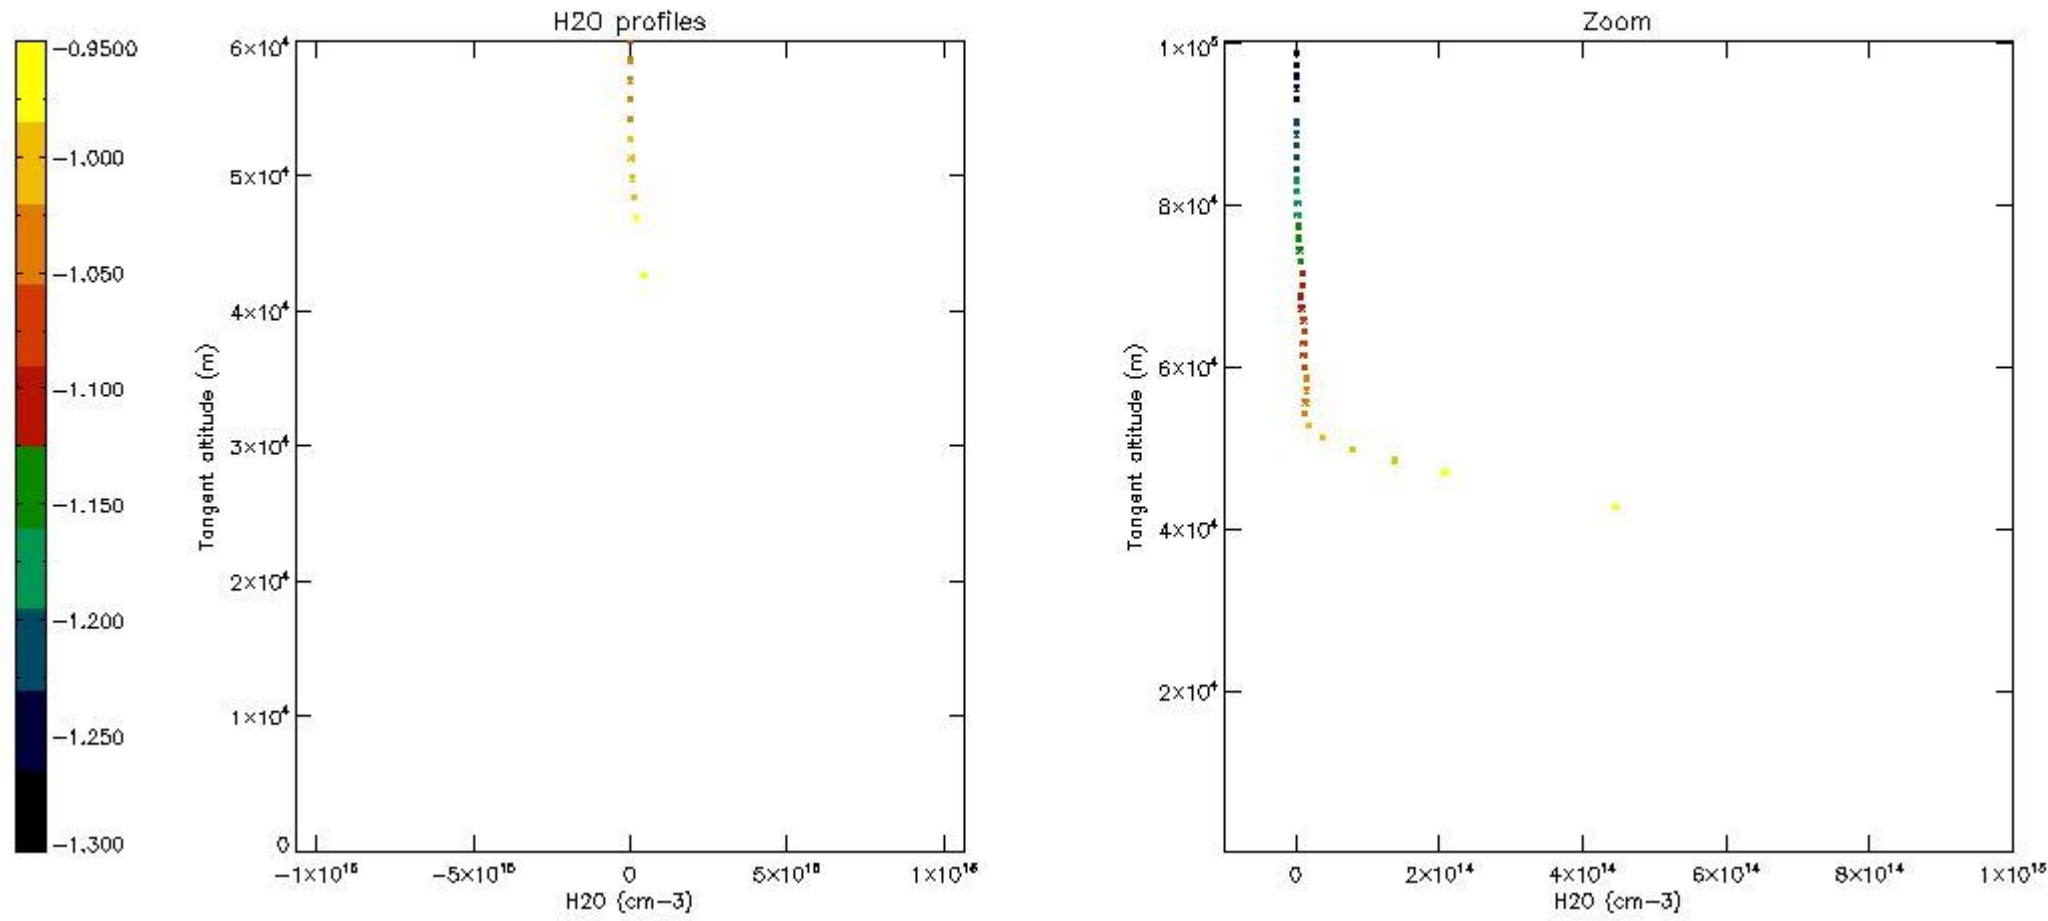 H2O profiles
Zoom
−0.9500
−1.000
−1.050
−1.100
−1.150
−1.200
−1.250
−1.300
Tangent altitude (m)
6×10⁴
5×10⁴
4×10⁴
3×10⁴
2×10⁴
1×10⁴
0
−1×10¹⁶ −5×10¹⁵ 0 5×10¹⁵ 1×10¹⁶
H2O (cm−3)
Tangent altitude (m)
1×10⁵
8×10⁴
6×10⁴
4×10⁴
2×10⁴
0 2×10¹⁴ 4×10¹⁴ 6×10¹⁴ 8×10¹⁴ 1×10¹⁵
H2O (cm−3)